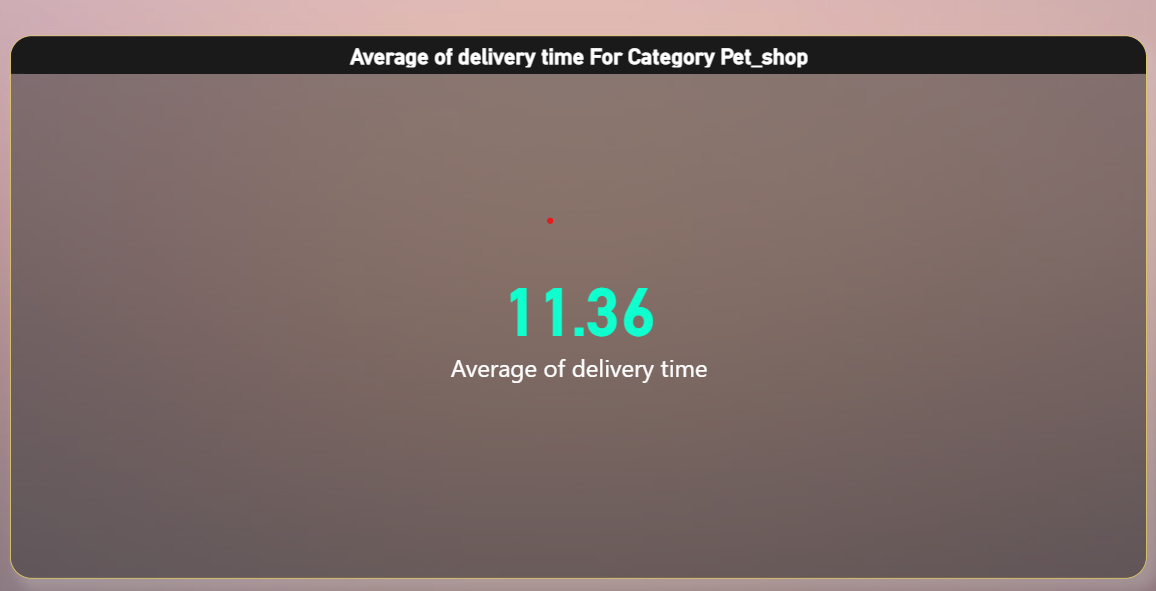 Average of delivery time For Category Pet_shop
11.36
Average of delivery time